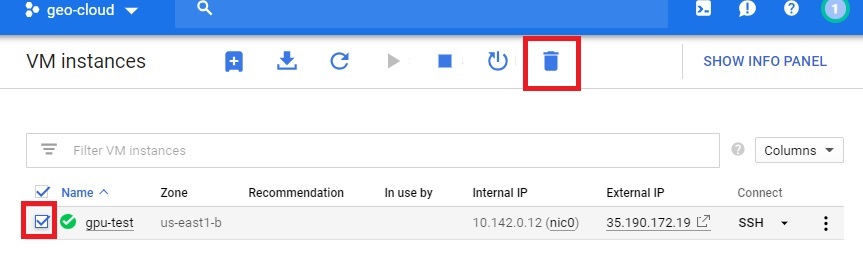 geo-cloud 1
VM instances SHOW INFO PANEL
Filter VM instances ? Columns
Name Zone Recommendation In use by Internal IP External IP Connect
gpu-test us-east1-b 10.142.0.12 (nic0) 35.190.172.19 SSH